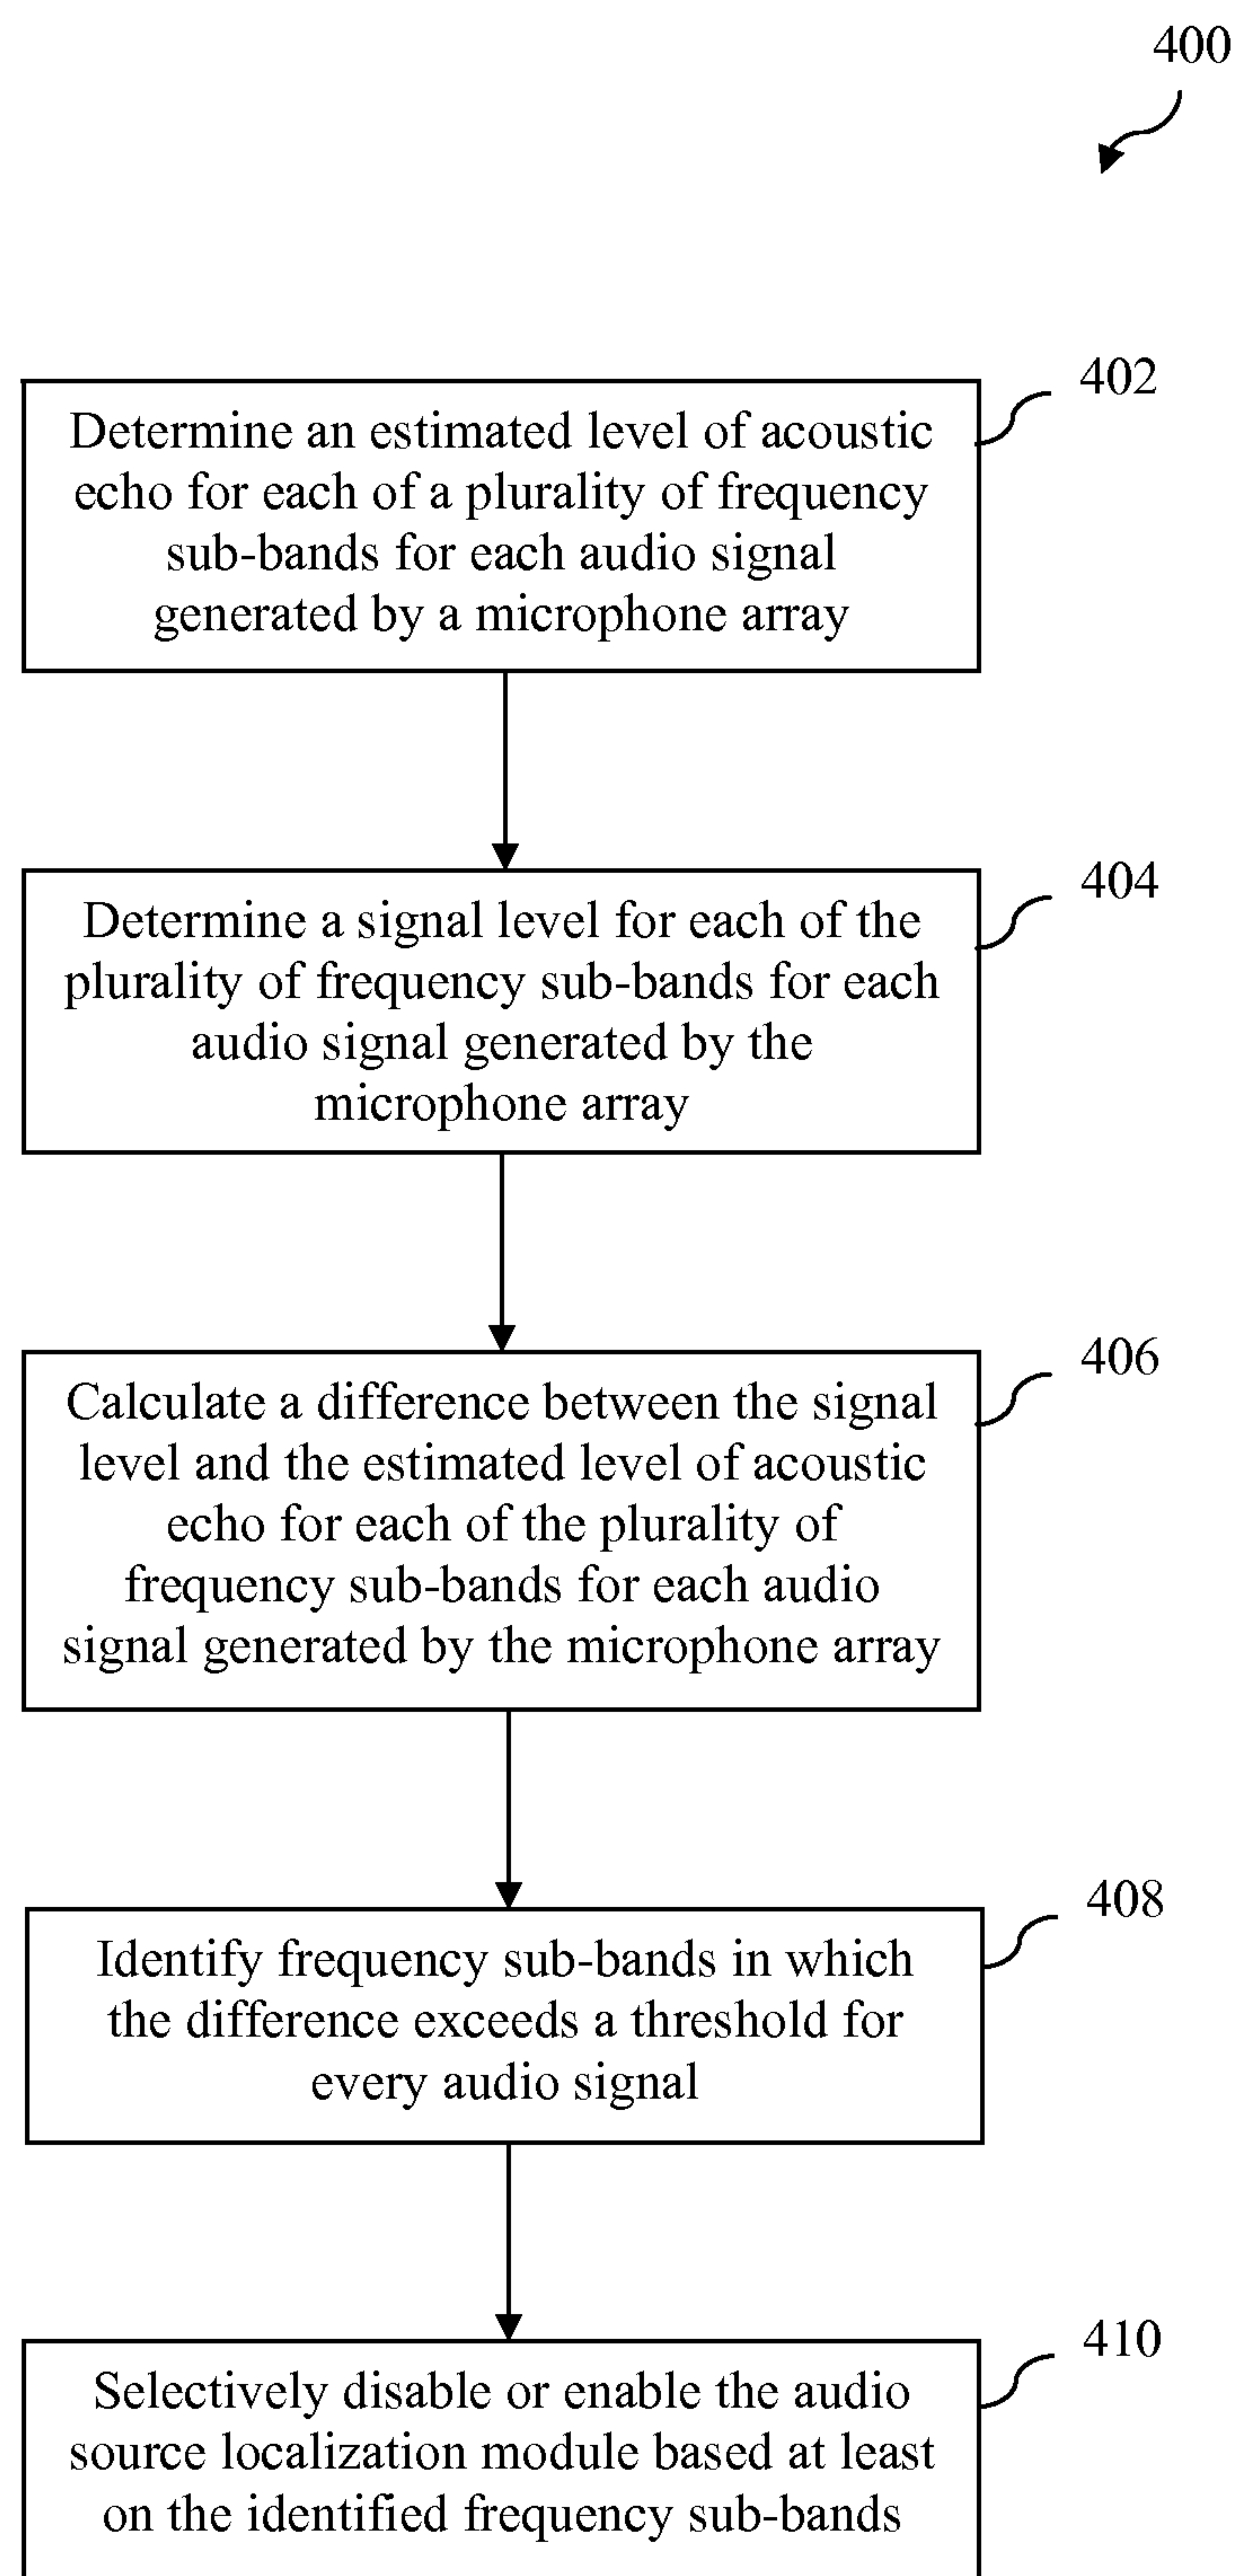 400
402
Determine an estimated level of acoustic
echo for each of a plurality of frequency
sub-bands for each audio signal
generated by a microphone array
404
Determine a signal level for each of the
plurality of frequency sub-bands for each
audio signal generated by the
microphone array
406
Calculate a difference between the signal
level and the estimated level of acoustic
echo for each of the plurality of
frequency sub-bands for each audio
signal generated by the microphone array
408
Identify frequency sub-bands in which
the difference exceeds a threshold for
every audio signal
410
Selectively disable or enable the audio
source localization module based at least
on the identified frequency sub-bands